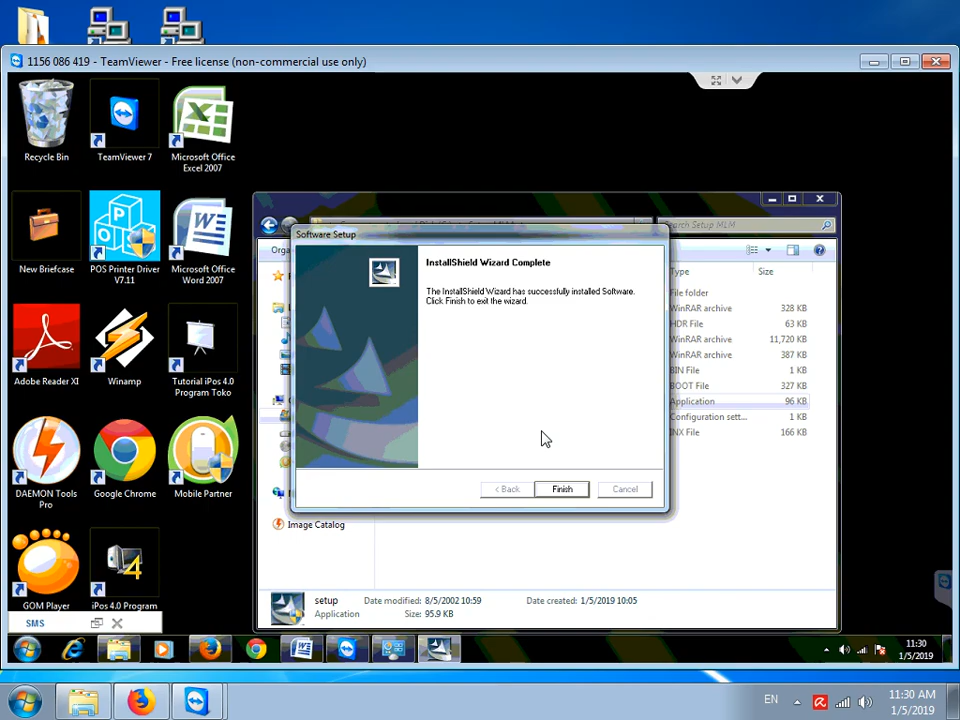 1156 086 419 - TeamViewer - Free license (non-commercial use only)
Recycle Bin
TeamViewer 7
Microsoft Office
Excel 2007
New Briefcase
POS Printer Driver
V7.11
Microsoft Office
Word 2007
Adobe Reader XI
Winamp
Tutorial iPos 4.0
Program Toko
DAEMON Tools
Pro
Google Chrome
Mobile Partner
GOM Player
iPos 4.0 Program
SMS
Search Setup MLM
Orga
Software Setup
InstallShield Wizard Complete
The InstallShield Wizard has successfully installed Software.
Click Finish to exit the wizard.
< Back
Finish
Cancel
Type
Size
File folder
WinRAR archive 328 KB
HDR File 63 KB
WinRAR archive 11,720 KB
WinRAR archive 387 KB
BIN File 1 KB
BOOT File 327 KB
Application 96 KB
Configuration sett... 1 KB
INX File 166 KB
Image Catalog
setup Date modified: 8/5/2002 10:59 Date created: 1/5/2019 10:05
Application Size: 95.9 KB
11:30
1/5/2019
EN
11:30 AM
1/5/2019